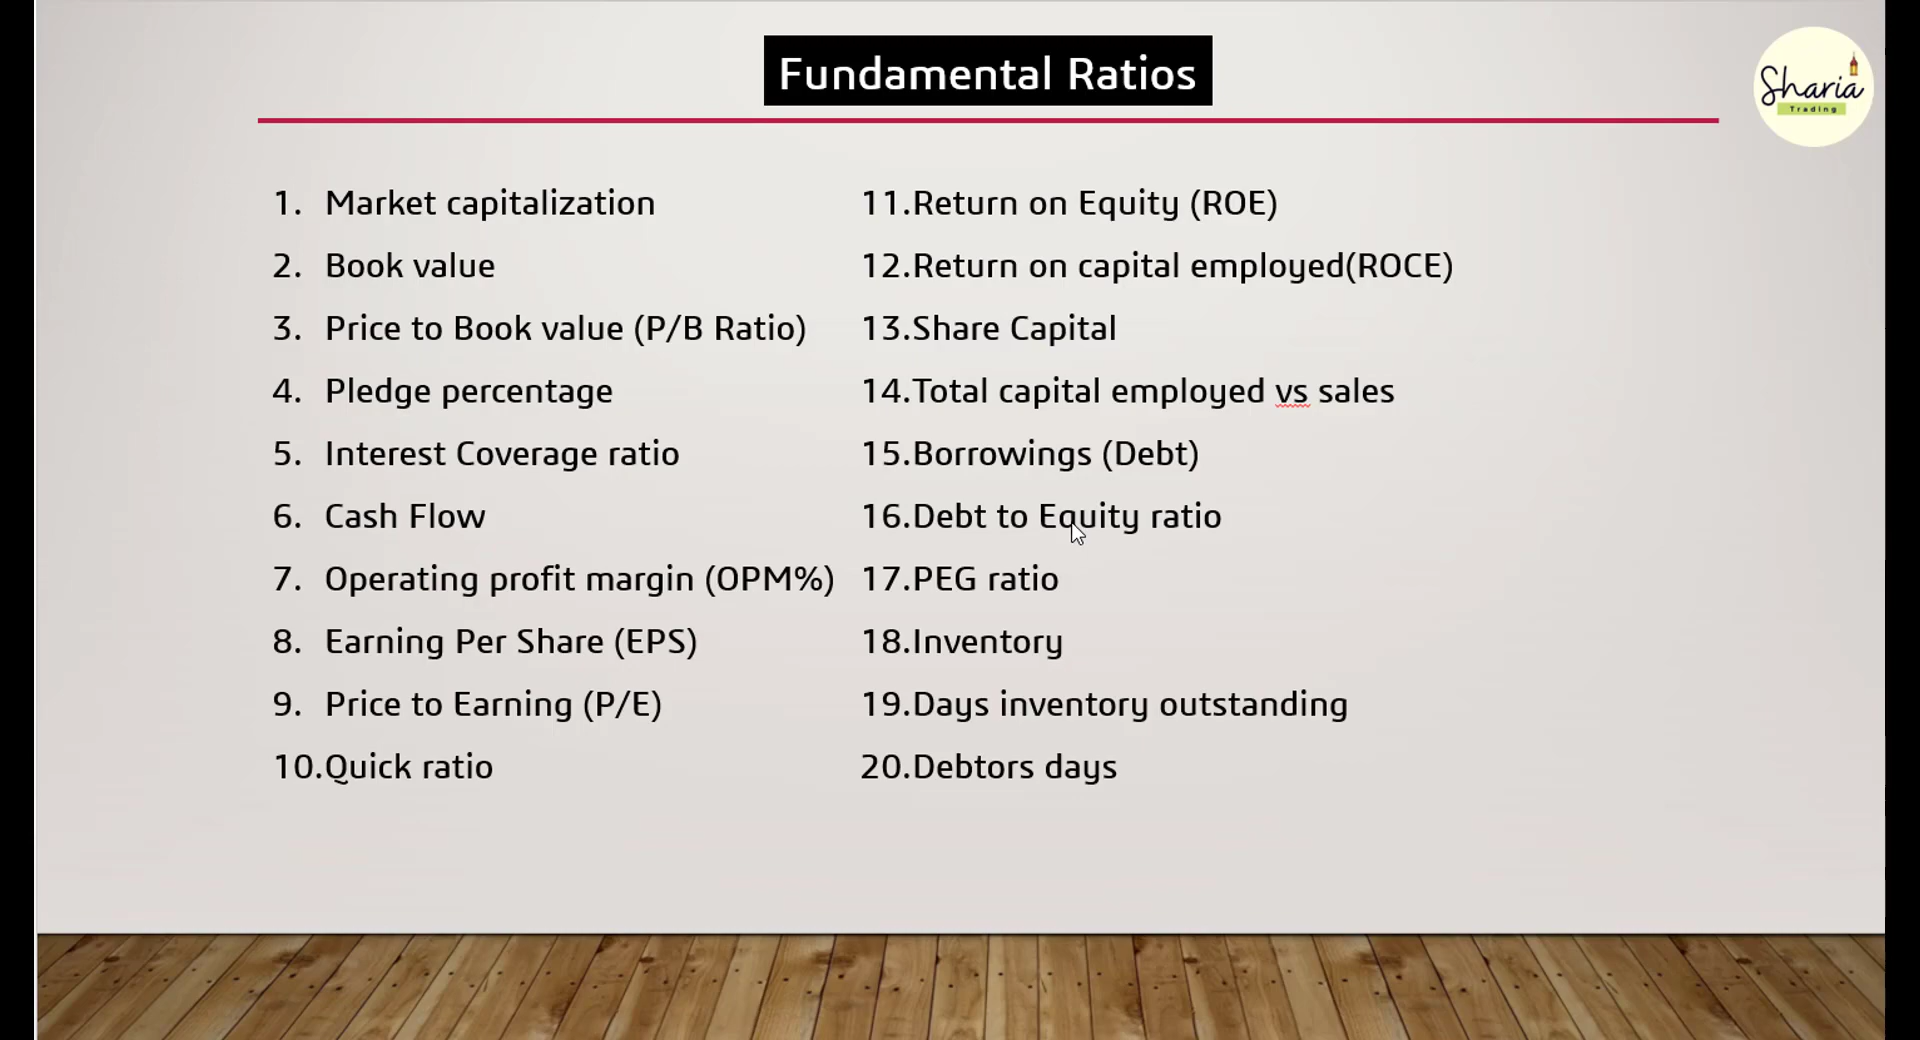 Fundamental Ratios
Sharia
Trading
1. Market capitalization
2. Book value
3. Price to Book value (P/B Ratio)
4. Pledge percentage
5. Interest Coverage ratio
6. Cash Flow
7. Operating profit margin (OPM%)
8. Earning Per Share (EPS)
9. Price to Earning (P/E)
10.Quick ratio
11.Return on Equity (ROE)
12.Return on capital employed(ROCE)
13.Share Capital
14.Total capital employed vs sales
15.Borrowings (Debt)
16.Debt to Equity ratio
17.PEG ratio
18.Inventory
19.Days inventory outstanding
20.Debtors days